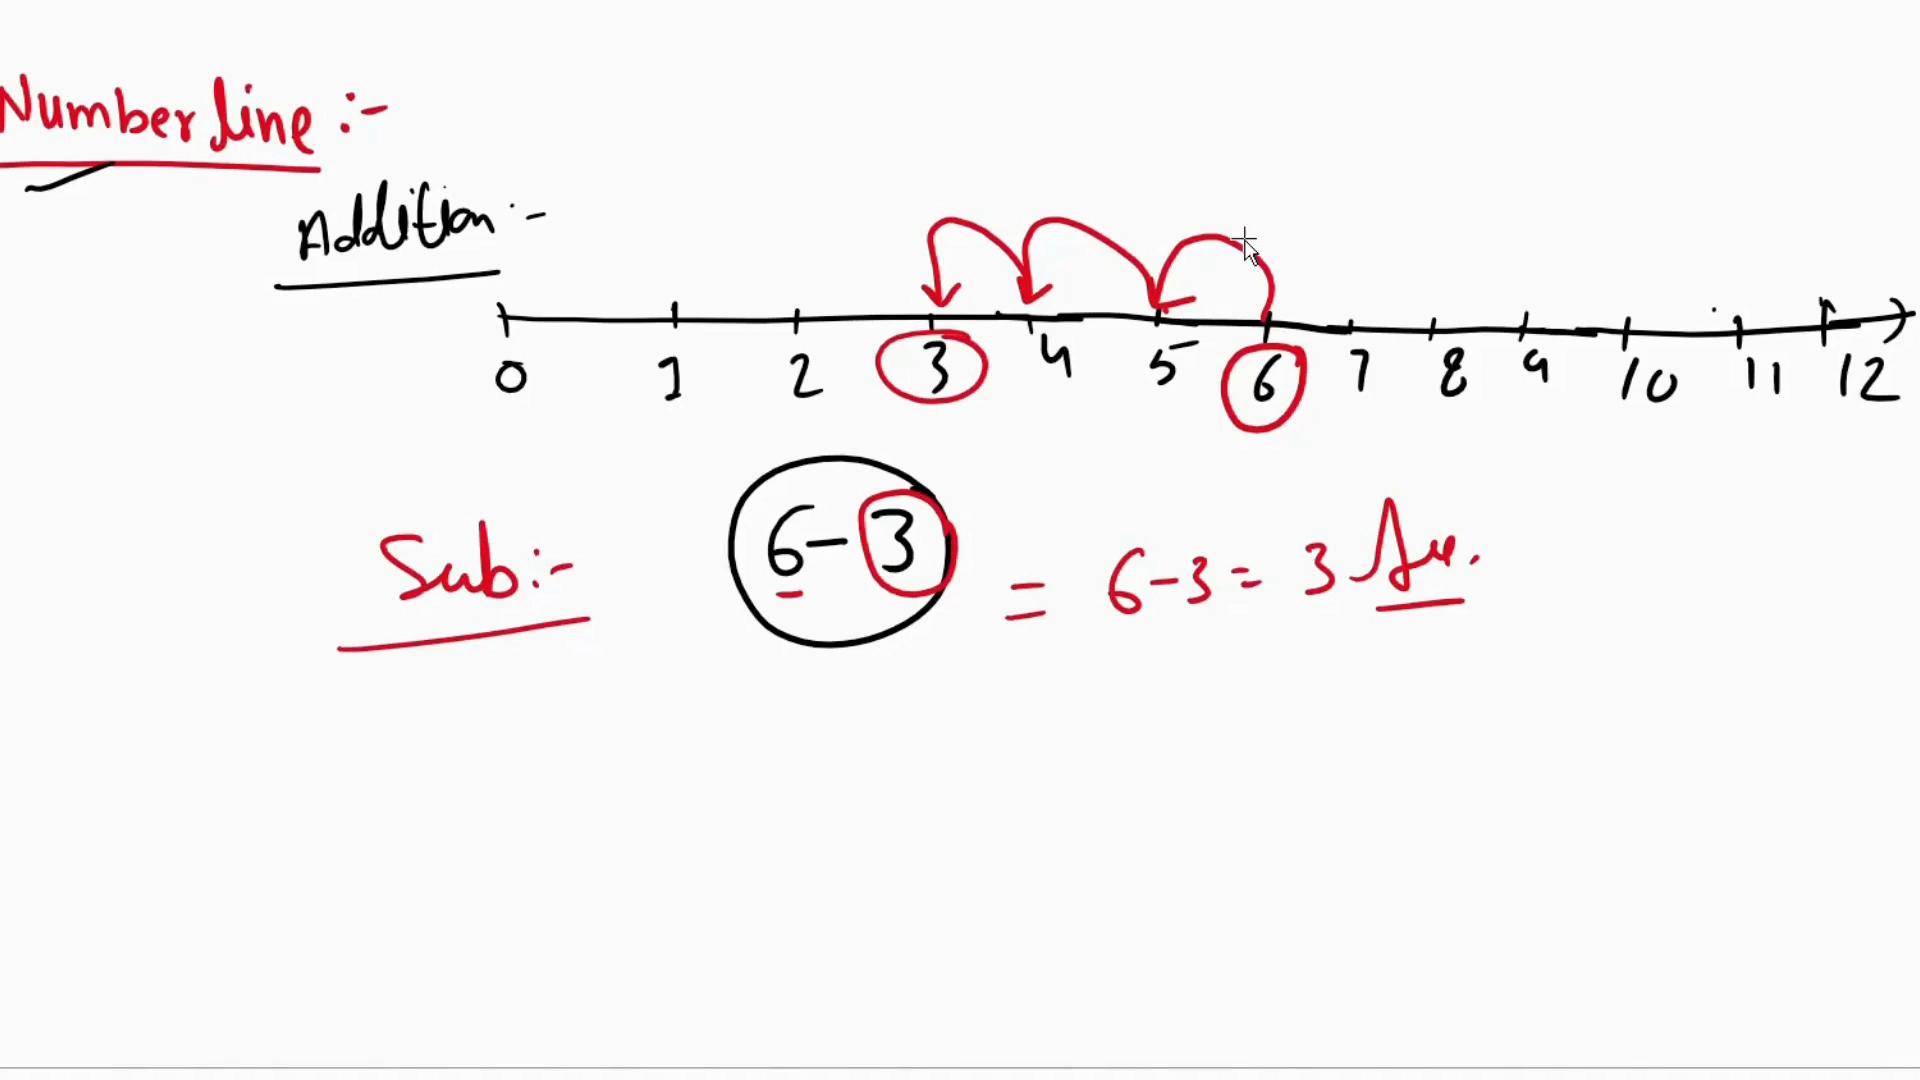 Number line :-
Addition :-
0 1 2 3 4 5 6 7 8 9 10 11 12
Sub :- 6-3 = 6-3 = 3 Ans.